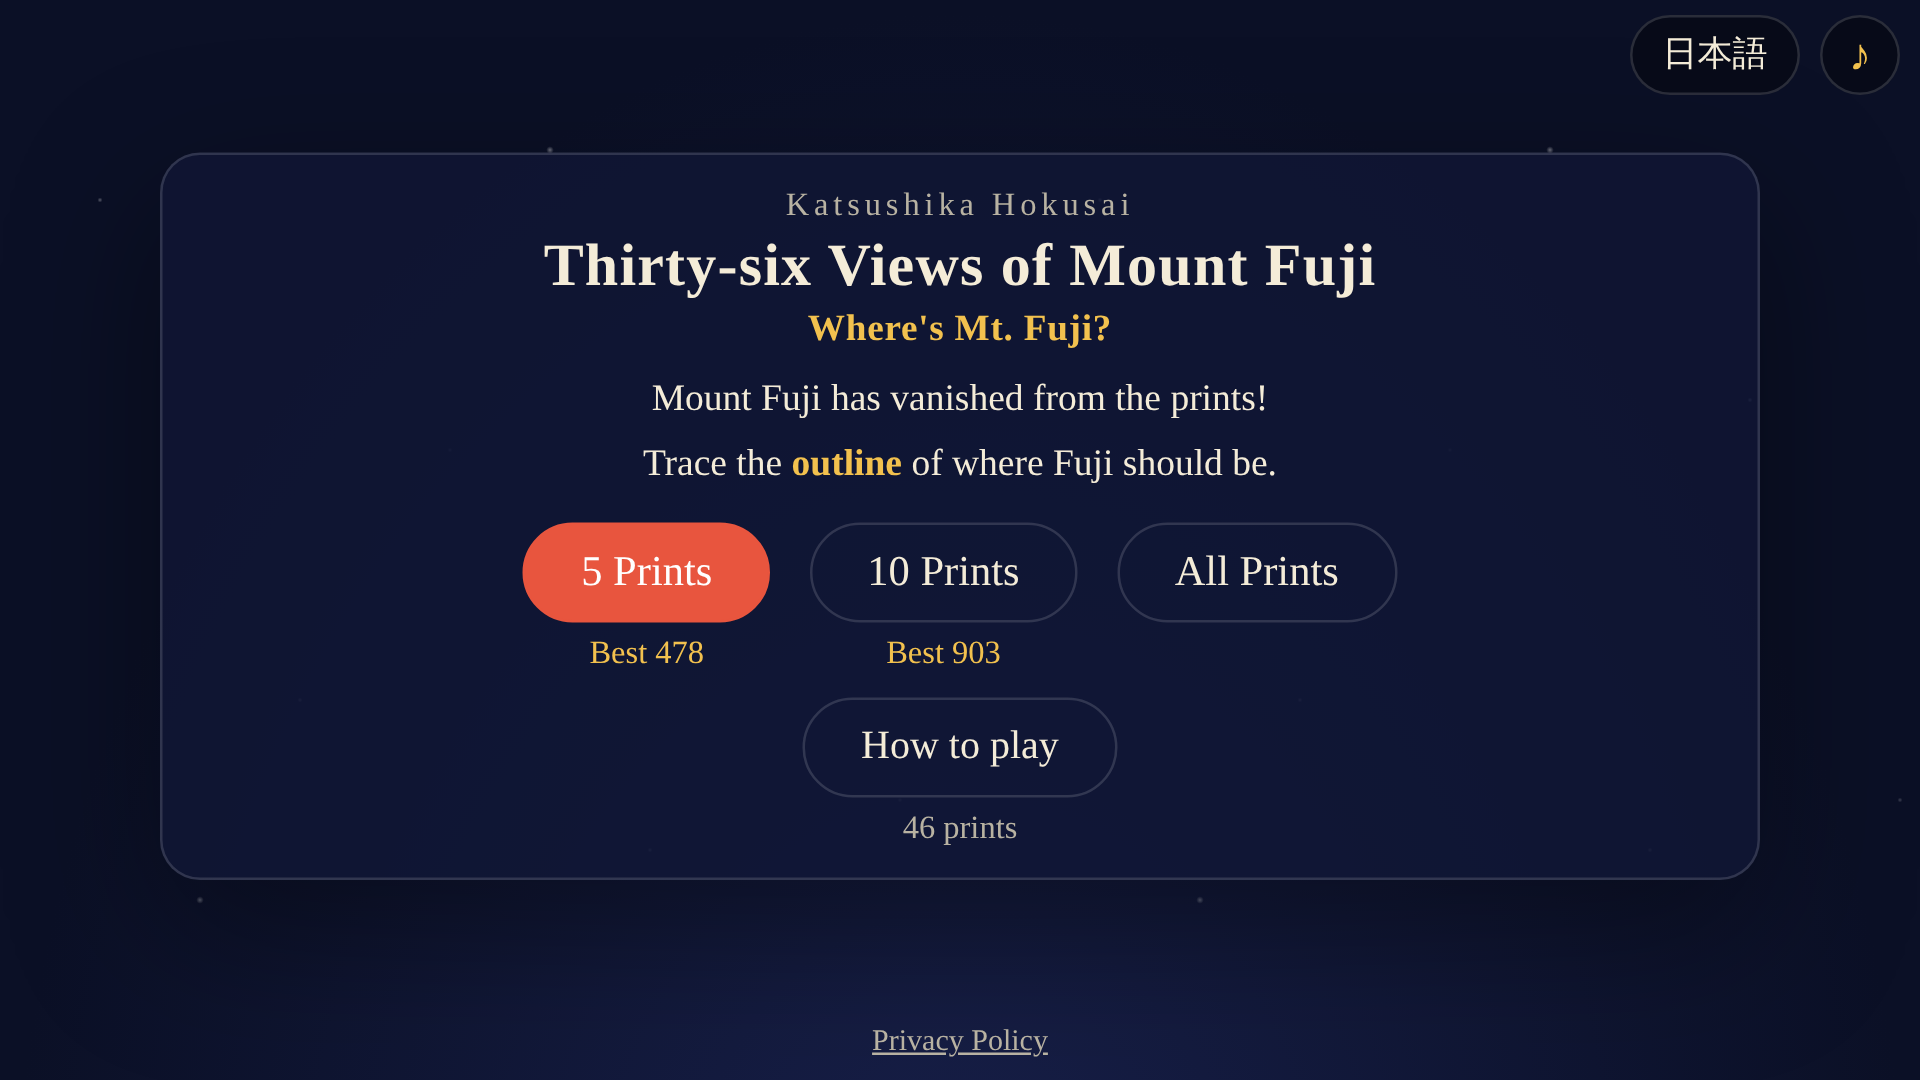 日本語 ♪
Katsushika Hokusai
Thirty-six Views of Mount Fuji
Where's Mt. Fuji?
Mount Fuji has vanished from the prints!
Trace the outline of where Fuji should be.
5 Prints 10 Prints All Prints
Best 478 Best 903
How to play
46 prints
Privacy Policy